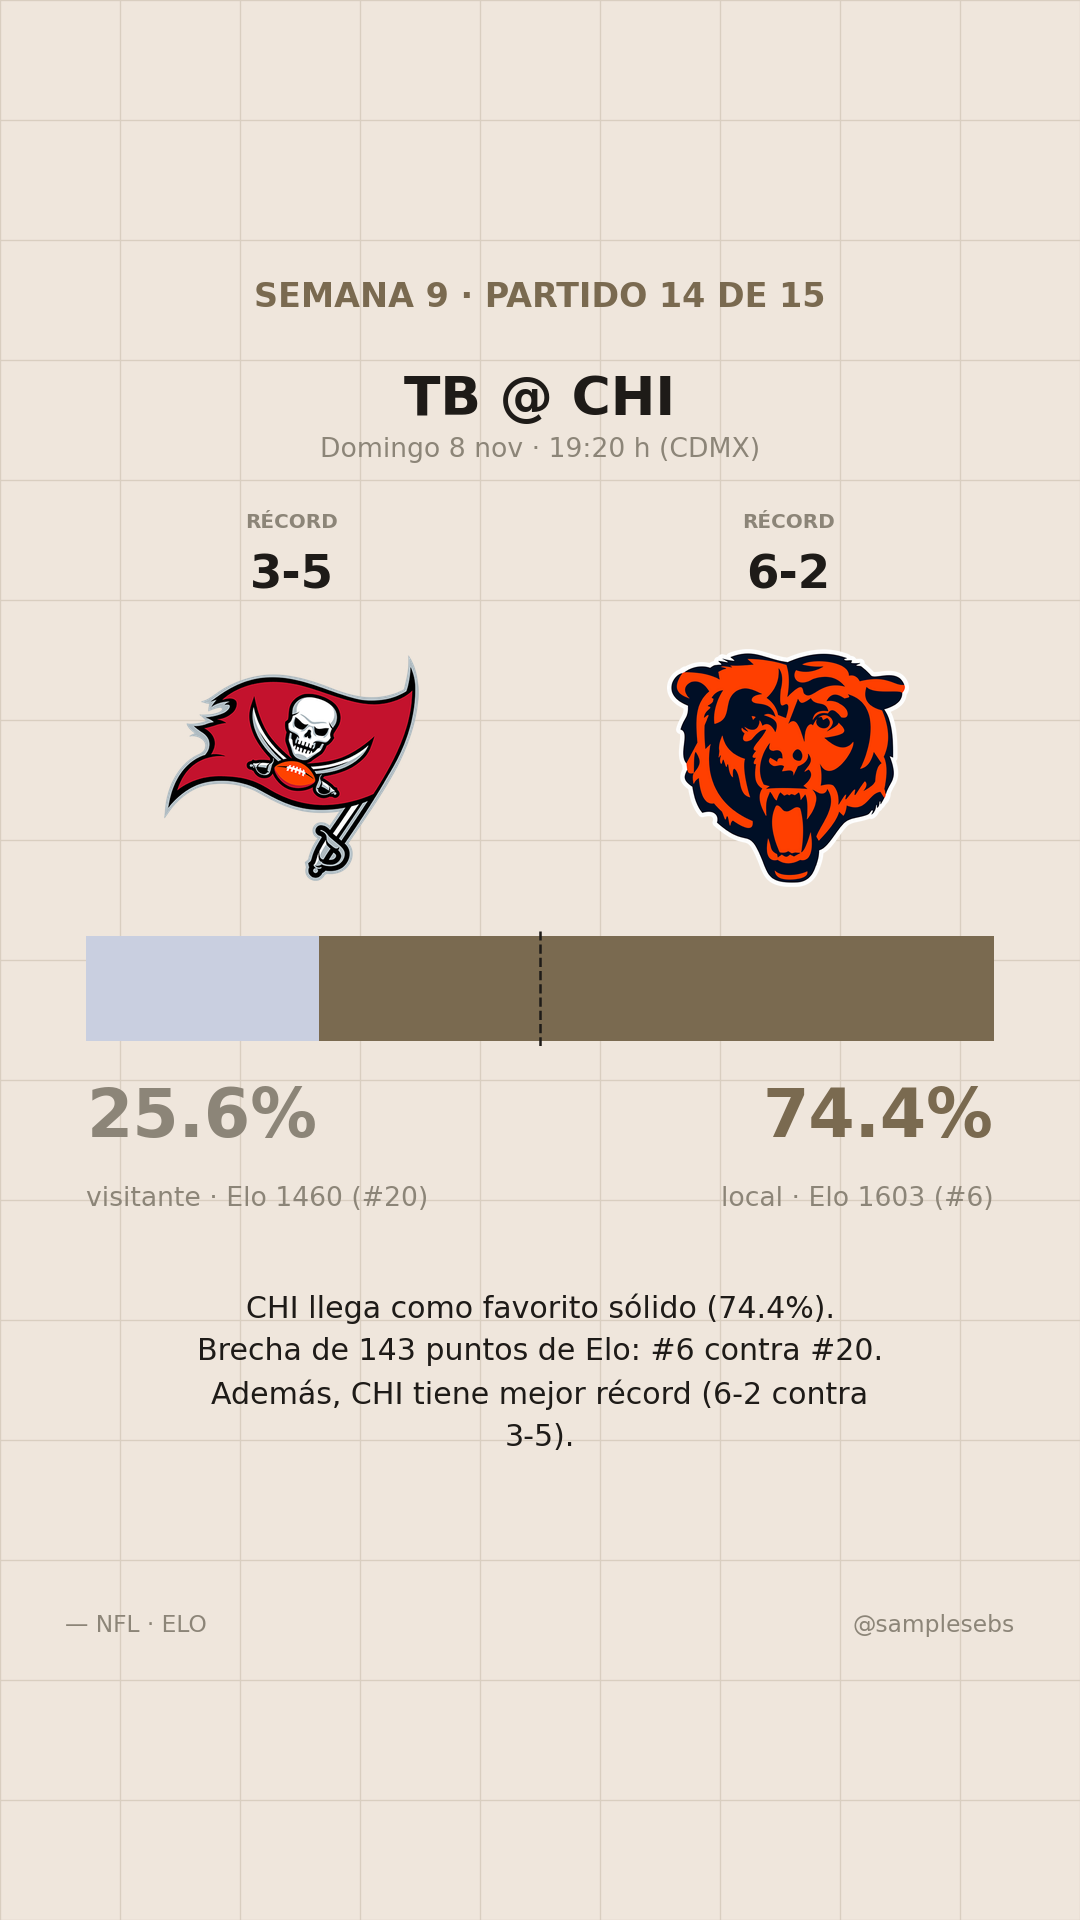 SEMANA 9 · PARTIDO 14 DE 15
TB @ CHI
Domingo 8 nov · 19:20 h (CDMX)
RÉCORD
3-5
RÉCORD
6-2
25.6%
74.4%
visitante · Elo 1460 (#20)
local · Elo 1603 (#6)
CHI llega como favorito sólido (74.4%).
Brecha de 143 puntos de Elo: #6 contra #20.
Además, CHI tiene mejor récord (6-2 contra
3-5).
— NFL · ELO
@samplesebs